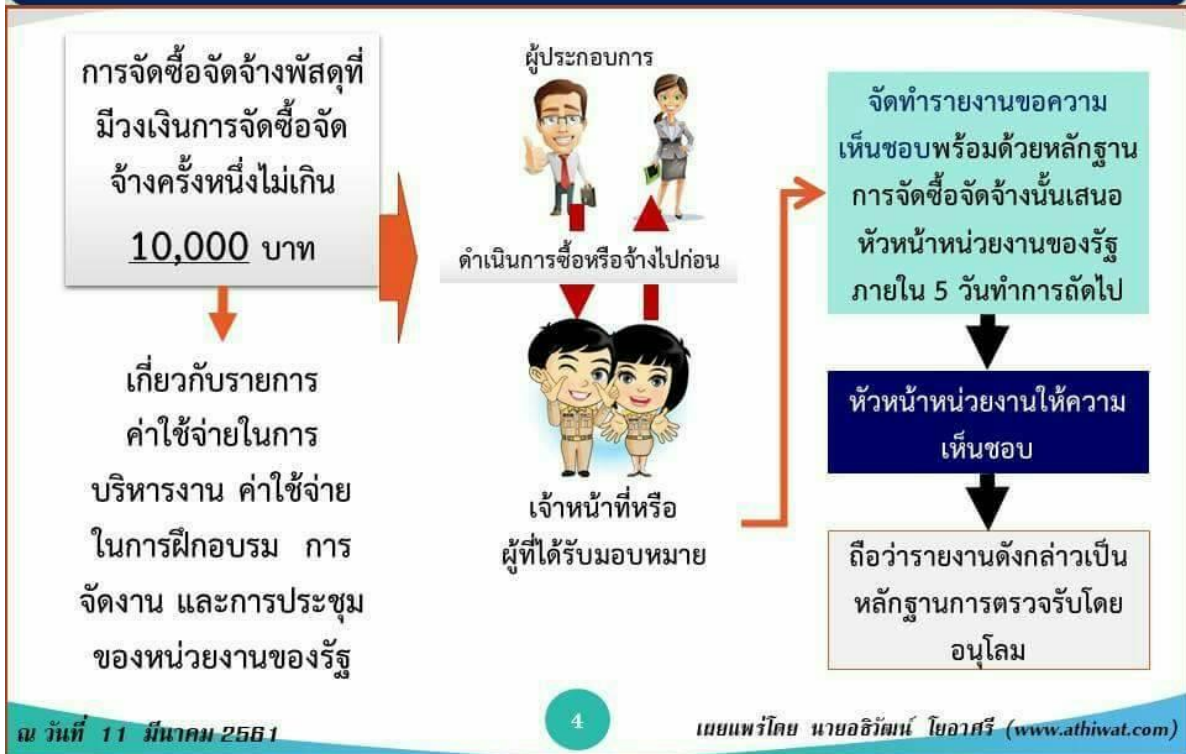 การจัดซื้อจัดจ้างพัสดุที่
มีวงเงินการจัดซื้อจัด
จ้างครั้งหนึ่งไม่เกิน
10,000 บาท
เกี่ยวกับรายการ
ค่าใช้จ่ายในการ
บริหารงาน ค่าใช้จ่าย
ในการฝึกอบรม การ
จัดงาน และการประชุม
ของหน่วยงานของรัฐ
ผู้ประกอบการ
ดำเนินการซื้อหรือจ้างไปก่อน
เจ้าหน้าที่หรือ
ผู้ที่ได้รับมอบหมาย
จัดทำรายงานขอความ
เห็นชอบพร้อมด้วยหลักฐาน
การจัดซื้อจัดจ้างนั้นเสนอ
หัวหน้าหน่วยงานของรัฐ
ภายใน 5 วันทำการถัดไป
หัวหน้าหน่วยงานให้ความ
เห็นชอบ
ถือว่ารายงานดังกล่าวเป็น
หลักฐานการตรวจรับโดย
อนุโลม
ณ วันที่ 11 มีนาคม 2561
4
เผยแพร่โดย นายอธิวัฒน์ โยอาศรี (www.athiwat.com)